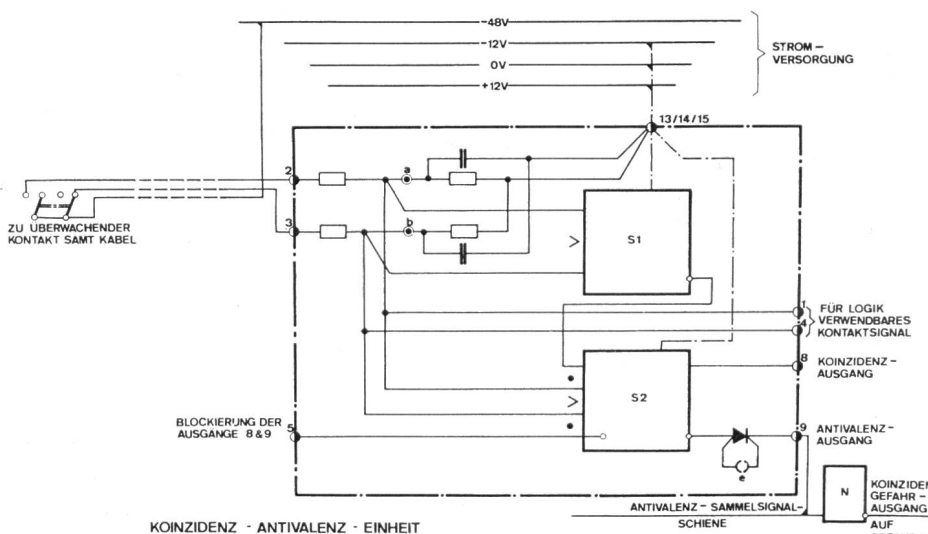 -48V
-12V
0V
+12V
STROM-
VERSORGUNG
13/14/15
2
a
3
b
ZU ÜBERWACHENDER
KONTAKT SAMT KABEL
S1
1
4
FÜR LOGIK
VERWENDBARES
KONTAKTSIGNAL
8
KOINZIDENZ-
AUSGANG
S2
BLOCKIERUNG DER
AUSGÄNGE 8 & 9
5
9
ANTIVALENZ-
AUSGANG
e
N
KOINZIDEN
GEFAHR-
AUSGANG
ANTIVALENZ-SAMMELSIGNAL-
SCHIENE
AUF
KOINZIDENZ - ANTIVALENZ - EINHEIT